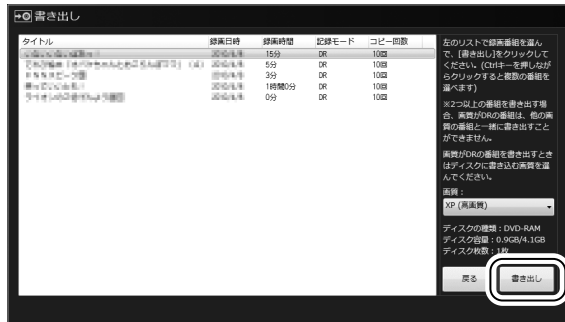 書き出し
タイトル 録画日時 録画時間 記録モード コピー回数
15分 DR 10回
(4) 5分 DR 10回
3分 DR 10回
1時間0分 DR 10回
0分 DR 10回
左のリストで録画番組を選ん
で、[書き出し]をクリックして
ください。(Ctrlキーを押しなが
らクリックすると複数の番組を
選べます)
※2つ以上の番組を書き出す場
合、画質がDRの番組は、他の画
質の番組と一緒に書き出すこと
ができません。
画質がDRの番組を書き出すとき
はディスクに書き込む画質を選
んでください。
画質:
XP (高画質)
ディスクの種類:DVD-RAM
ディスク容量:0.9GB/4.1GB
ディスク枚数:1枚
戻る 書き出し